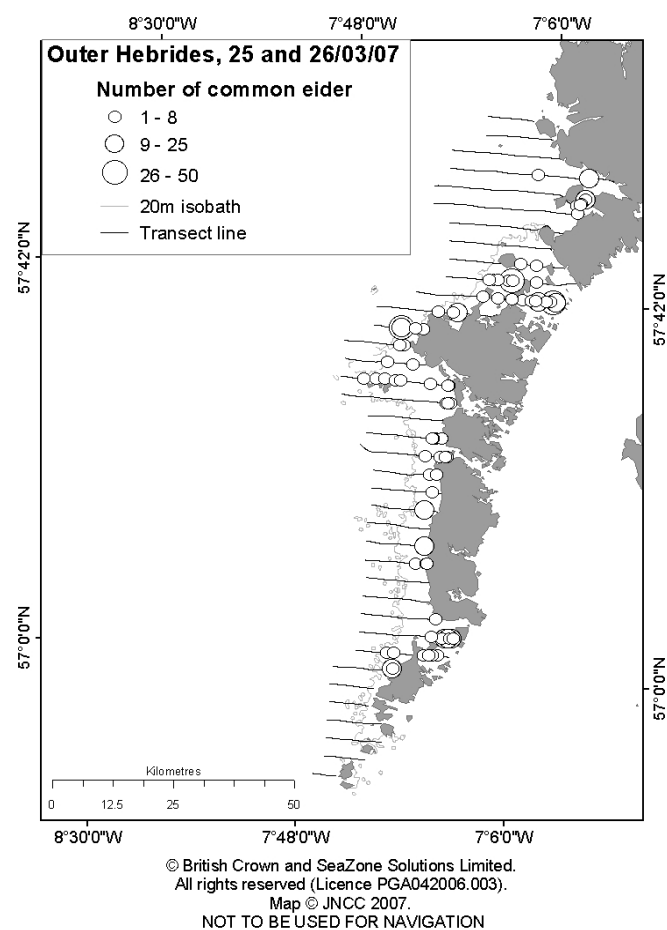 8°30'0"W 7°48'0"W 7°6'0"W
Outer Hebrides, 25 and 26/03/07
Number of common eider
1 - 8
9 - 25
26 - 50
20m isobath
Transect line
57°42'0"N
57°42'0"N
57°0'0"N
57°0'0"N
Kilometres
0 12.5 25 50
8°30'0"W 7°48'0"W 7°6'0"W
© British Crown and SeaZone Solutions Limited.
All rights reserved (Licence PGA042006.003).
Map © JNCC 2007.
NOT TO BE USED FOR NAVIGATION